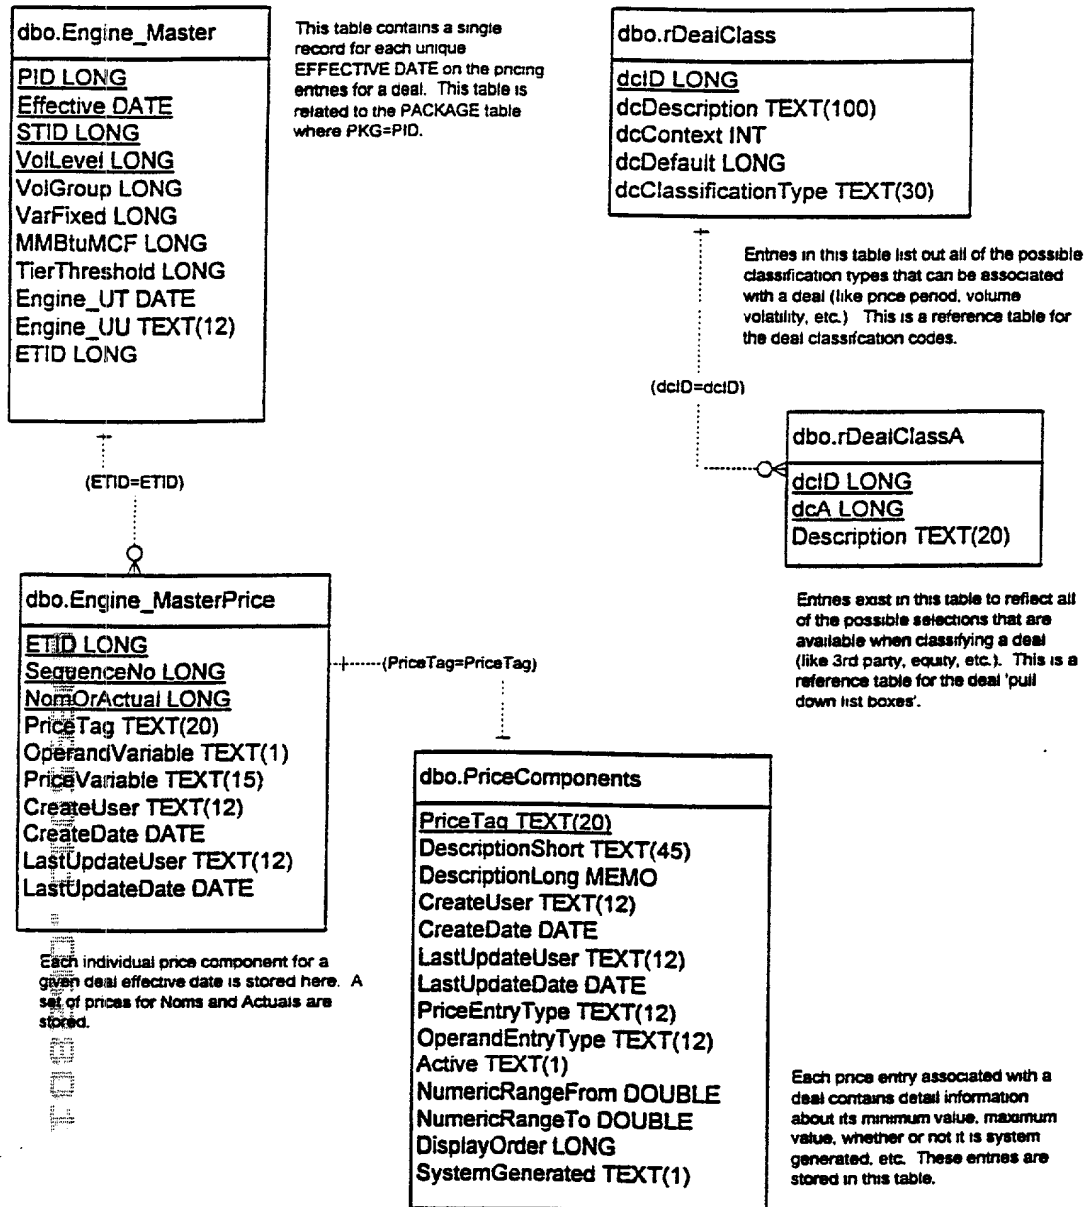 dbo.Engine_Master
PID LONG
Effective DATE
STID LONG
VolLevel LONG
VolGroup LONG
VarFixed LONG
MMBtuMCF LONG
TierThreshold LONG
Engine_UT DATE
Engine_UU TEXT(12)
ETID LONG
This table contains a single
record for each unique
EFFECTIVE DATE on the pricing
entries for a deal. This table is
related to the PACKAGE table
where PKG=PID.
dbo.rDealClass
dcID LONG
dcDescription TEXT(100)
dcContext INT
dcDefault LONG
dcClassificationType TEXT(30)
Entries in this table list out all of the possible
classification types that can be associated
with a deal (like price period, volume
volatility, etc.) This is a reference table for
the deal classifcation codes.
(dcID=dcID)
dbo.rDealClassA
dcID LONG
dcA LONG
Description TEXT(20)
Entries exist in this table to reflect all
of the possible selections that are
available when classifying a deal
(like 3rd party, equity, etc.). This is a
reference table for the deal 'pull
down list boxes'.
(ETID=ETID)
dbo.Engine_MasterPrice
ETID LONG
SequenceNo LONG
NomOrActual LONG
PriceTag TEXT(20)
OperandVariable TEXT(1)
PriceVariable TEXT(15)
CreateUser TEXT(12)
CreateDate DATE
LastUpdateUser TEXT(12)
LastUpdateDate DATE
(PriceTag=PriceTag)
Each individual price component for a
given deal effective date is stored here. A
set of prices for Noms and Actuals are
stored.
dbo.PriceComponents
PriceTag TEXT(20)
DescriptionShort TEXT(45)
DescriptionLong MEMO
CreateUser TEXT(12)
CreateDate DATE
LastUpdateUser TEXT(12)
LastUpdateDate DATE
PriceEntryType TEXT(12)
OperandEntryType TEXT(12)
Active TEXT(1)
NumericRangeFrom DOUBLE
NumericRangeTo DOUBLE
DisplayOrder LONG
SystemGenerated TEXT(1)
Each price entry associated with a
deal contains detail information
about its minimum value, maximum
value, whether or not it is system
generated, etc. These entries are
stored in this table.